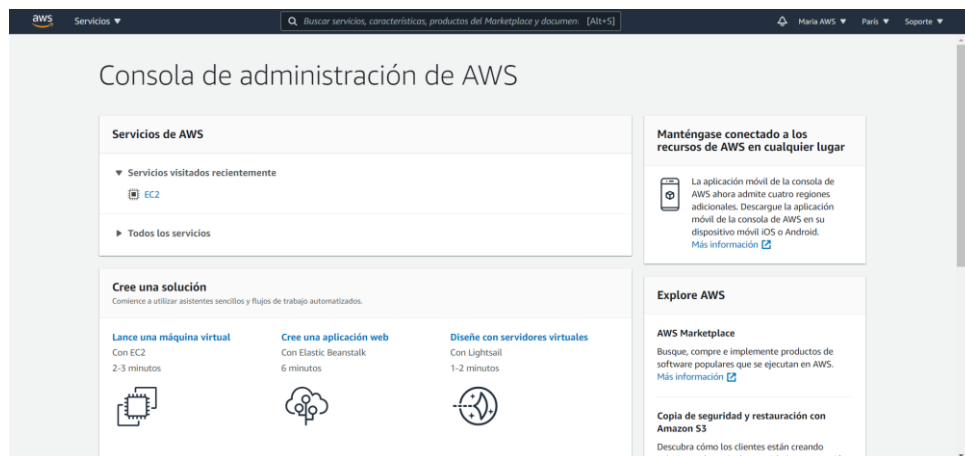 aws Servicios ▼ Buscar servicios, características, productos del Marketplace y documen: [Alt+S] Maria AWS ▼ París ▼ Soporte ▼
Consola de administración de AWS
Servicios de AWS
▼ Servicios visitados recientemente
EC2
▶ Todos los servicios
Cree una solución
Comience a utilizar asistentes sencillos y flujos de trabajo automatizados.
Lance una máquina virtual
Con EC2
2-3 minutos
Cree una aplicación web
Con Elastic Beanstalk
6 minutos
Diseñe con servidores virtuales
Con Lightsail
1-2 minutos
Manténgase conectado a los
recursos de AWS en cualquier lugar
La aplicación móvil de la consola de
AWS ahora admite cuatro regiones
adicionales. Descargue la aplicación
móvil de la consola de AWS en su
dispositivo móvil iOS o Android.
Más información
Explore AWS
AWS Marketplace
Busque, compre e implemente productos de
software populares que se ejecutan en AWS.
Más información
Copia de seguridad y restauración con
Amazon S3
Descubra cómo los clientes están creando